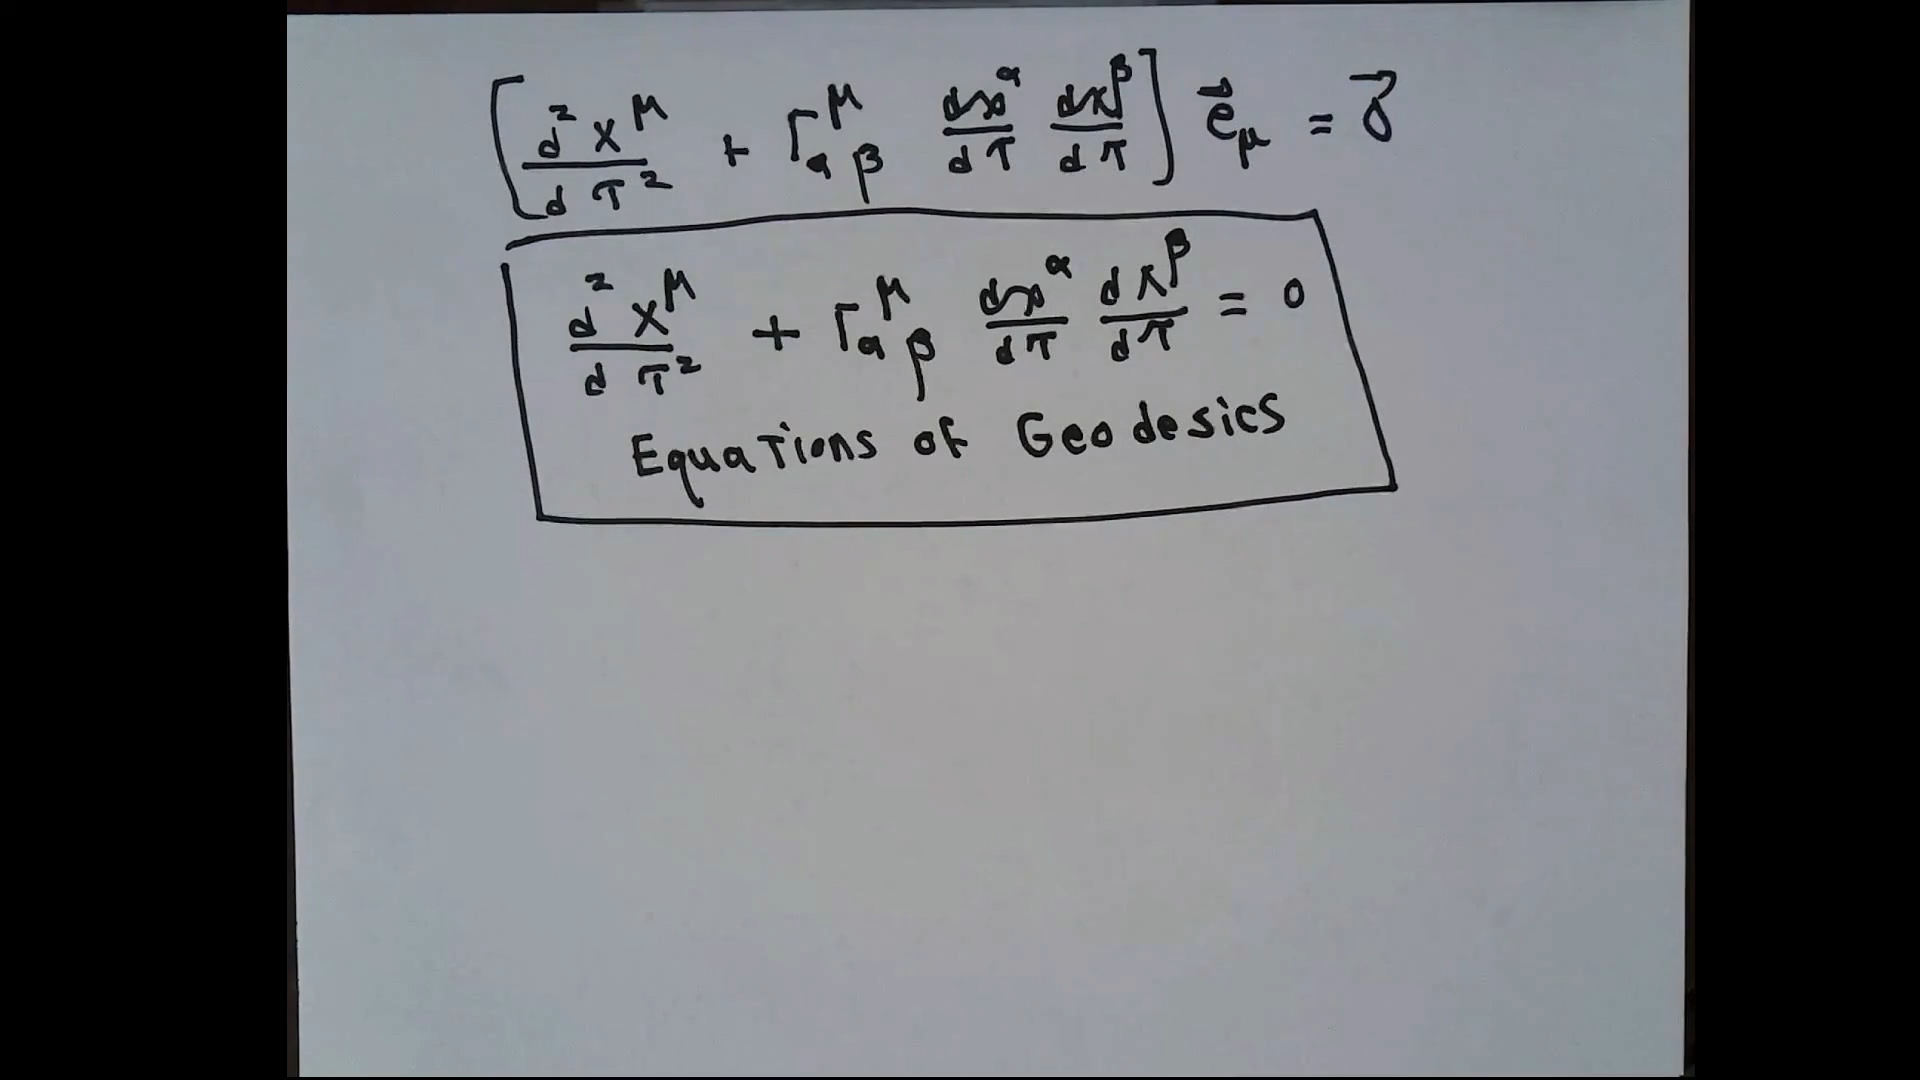 [d²x^μ/dτ² + Γ^μ_αβ dx^α/dτ dx^β/dτ] e⃗_μ = 0⃗
d²x^μ/dτ² + Γ^μ_αβ dx^α/dτ dx^β/dτ = 0
Equations of Geodesics